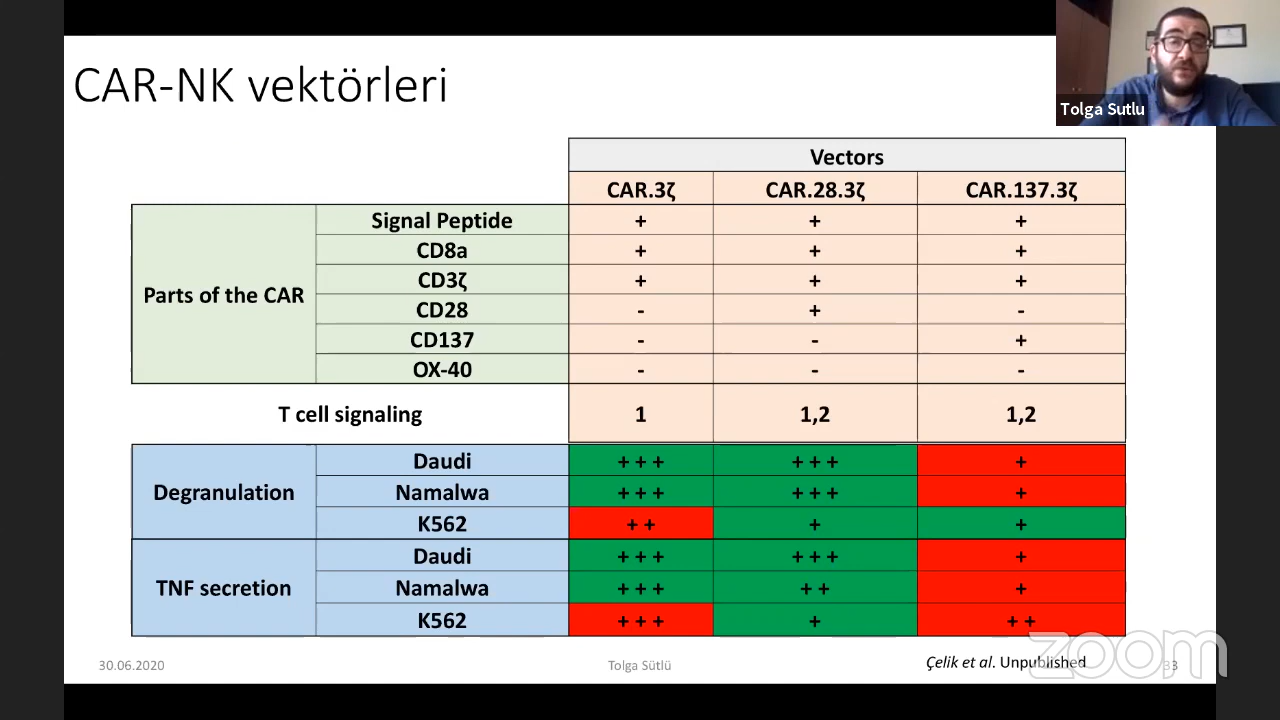 CAR-NK vektörleri
Tolga Sutlu
Vectors
CAR.3ζ CAR.28.3ζ CAR.137.3ζ
Parts of the CAR
Signal Peptide + + +
CD8a + + +
CD3ζ + + +
CD28 - + -
CD137 - - +
OX-40 - - -
T cell signaling 1 1,2 1,2
Degranulation
Daudi +++ +++ +
Namalwa +++ +++ +
K562 ++ + +
TNF secretion
Daudi +++ +++ +
Namalwa +++ ++ +
K562 +++ + ++
30.06.2020 Tolga Sütlü Çelik et al. Unpublished 33
zoom